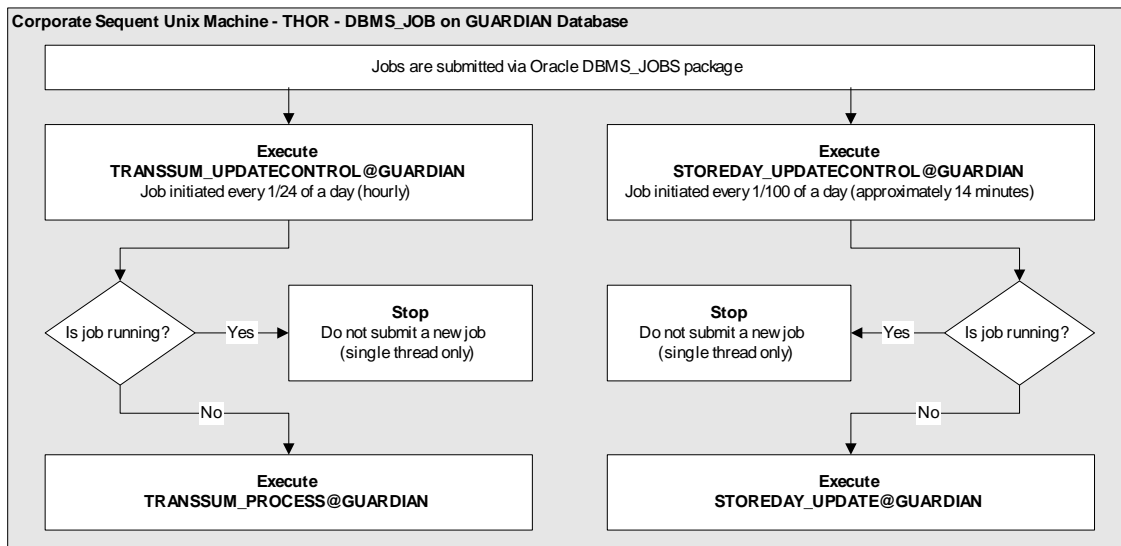 Corporate Sequent Unix Machine - THOR - DBMS_JOB on GUARDIAN Database
Jobs are submitted via Oracle DBMS_JOBS package
Execute
TRANSSUM_UPDATECONTROL@GUARDIAN
Job initiated every 1/24 of a day (hourly)
Execute
STOREDAY_UPDATECONTROL@GUARDIAN
Job initiated every 1/100 of a day (approximately 14 minutes)
Is job running?
Yes
Stop
Do not submit a new job
(single thread only)
Stop
Do not submit a new job
(single thread only)
Yes
Is job running?
No
No
Execute
TRANSSUM_PROCESS@GUARDIAN
Execute
STOREDAY_UPDATE@GUARDIAN